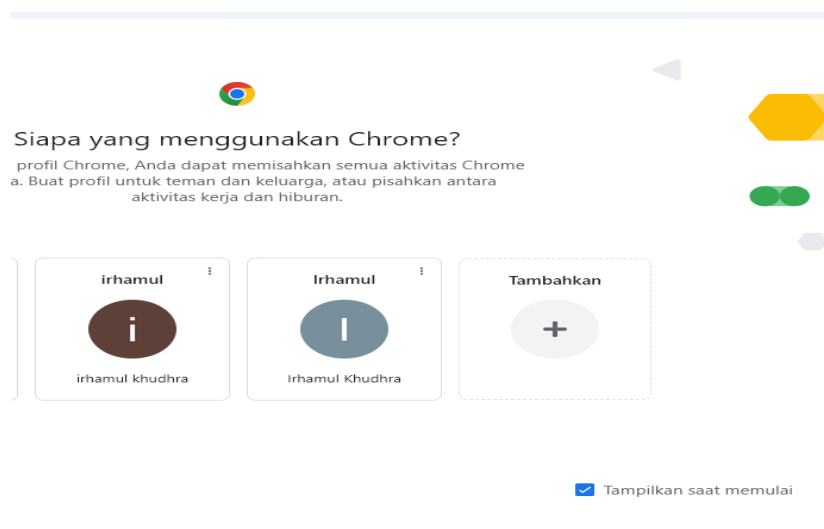 Siapa yang menggunakan Chrome?
profil Chrome, Anda dapat memisahkan semua aktivitas Chrome
a. Buat profil untuk teman dan keluarga, atau pisahkan antara
aktivitas kerja dan hiburan.
irhamul
i
irhamul khudhra
Irhamul
I
Irhamul Khudhra
Tambahkan
Tampilkan saat memulai